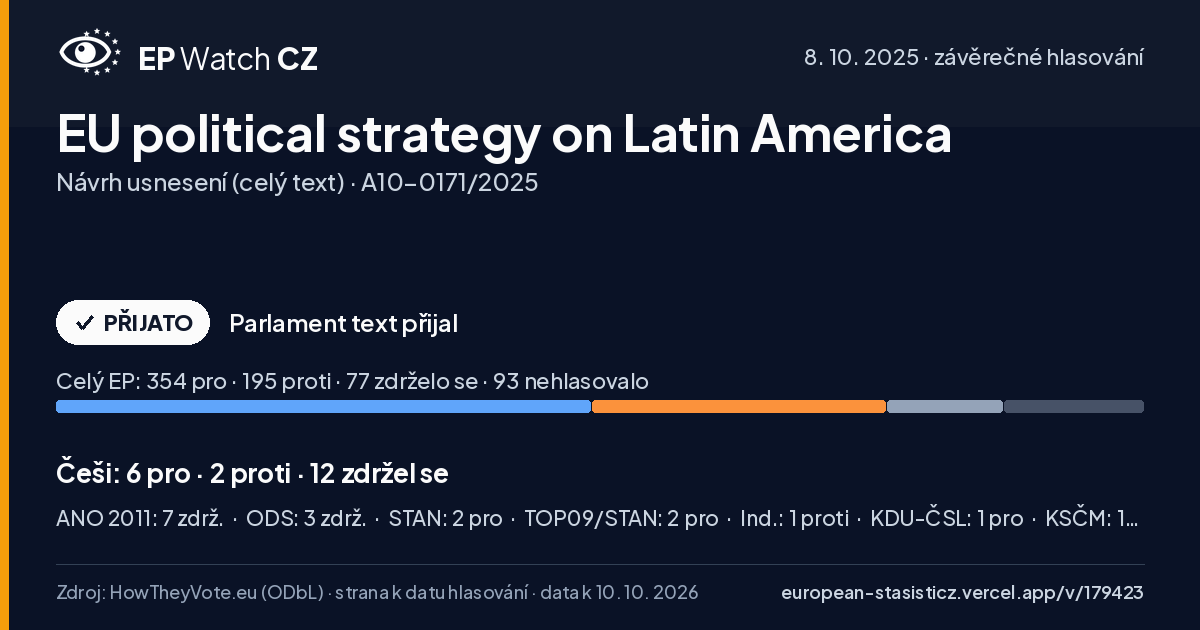 EP Watch CZ
8. 10. 2025 · závěrečné hlasování
EU political strategy on Latin America
Návrh usnesení (celý text) · A10-0171/2025
✓ PŘIJATO Parlament text přijal
Celý EP: 354 pro · 195 proti · 77 zdrželo se · 93 nehlasovalo
Češi: 6 pro · 2 proti · 12 zdržel se
ANO 2011: 7 zdrž. · ODS: 3 zdrž. · STAN: 2 pro · TOP09/STAN: 2 pro · Ind.: 1 proti · KDU-ČSL: 1 pro · KSČM: 1…
Zdroj: HowTheyVote.eu (ODbL) · strana k datu hlasování · data k 10. 10. 2026
european-stasisticz.vercel.app/v/179423